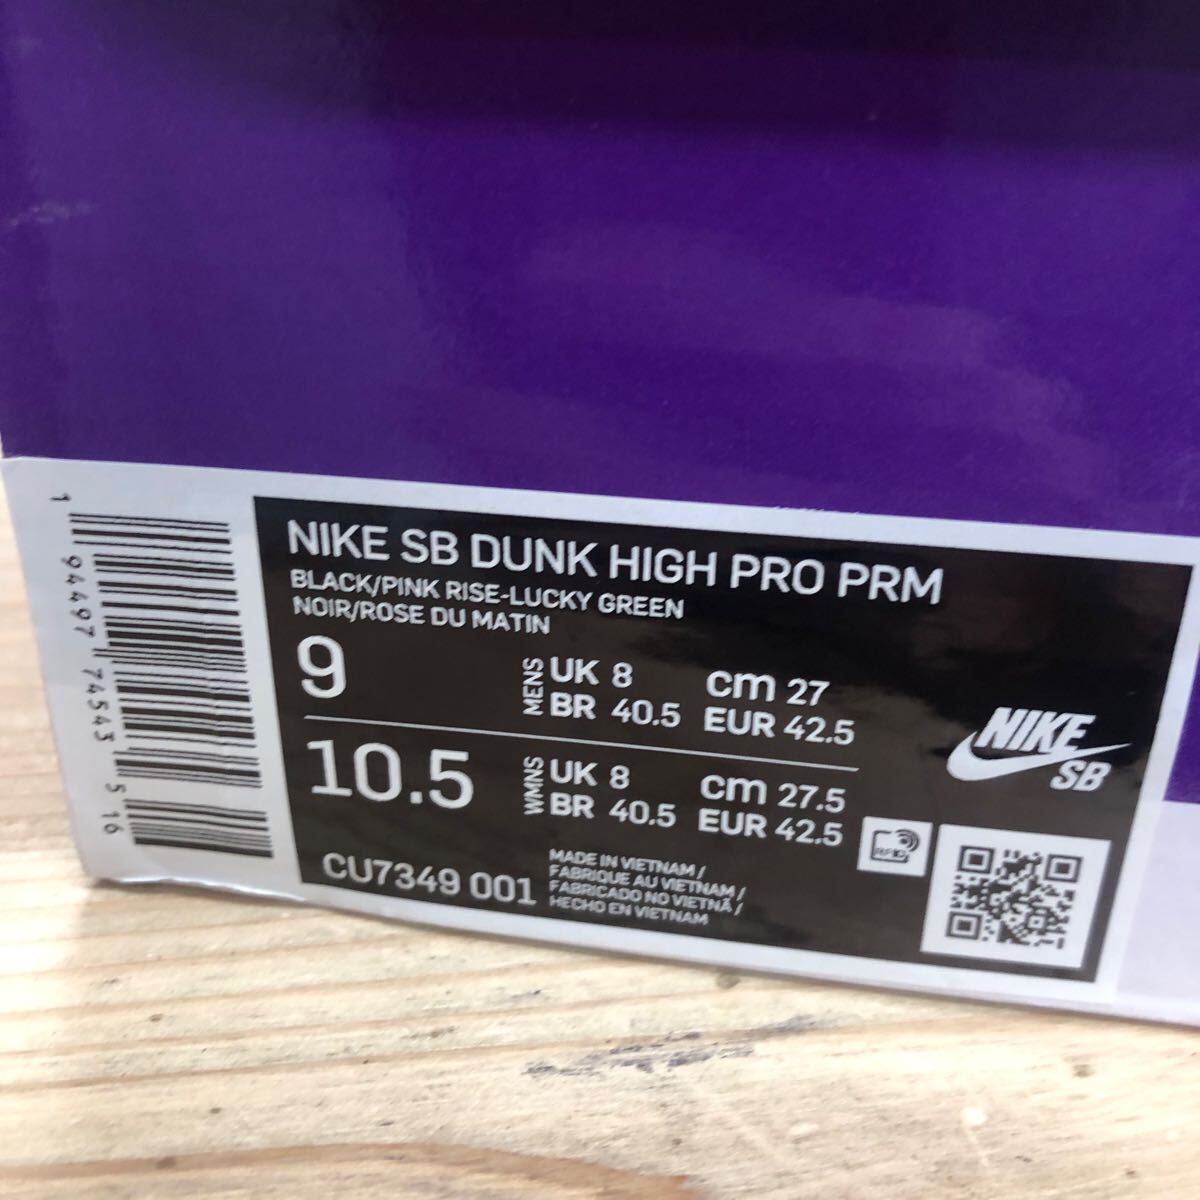 NIKE SB DUNK HIGH PRO PRM
BLACK/PINK RISE-LUCKY GREEN
NOIR/ROSE DU MATIN
9
MENS
UK 8
cm 27
BR 40.5
EUR 42.5
10.5
WMNS
UK 8
cm 27.5
BR 40.5
EUR 42.5
CU7349 001
MADE IN VIETNAM /
FABRIQUE AU VIETNAM /
FABRICADO NO VIETNÃ /
HECHO EN VIETNAM
NIKE
SB
RFID
1 94497 74543 5 16